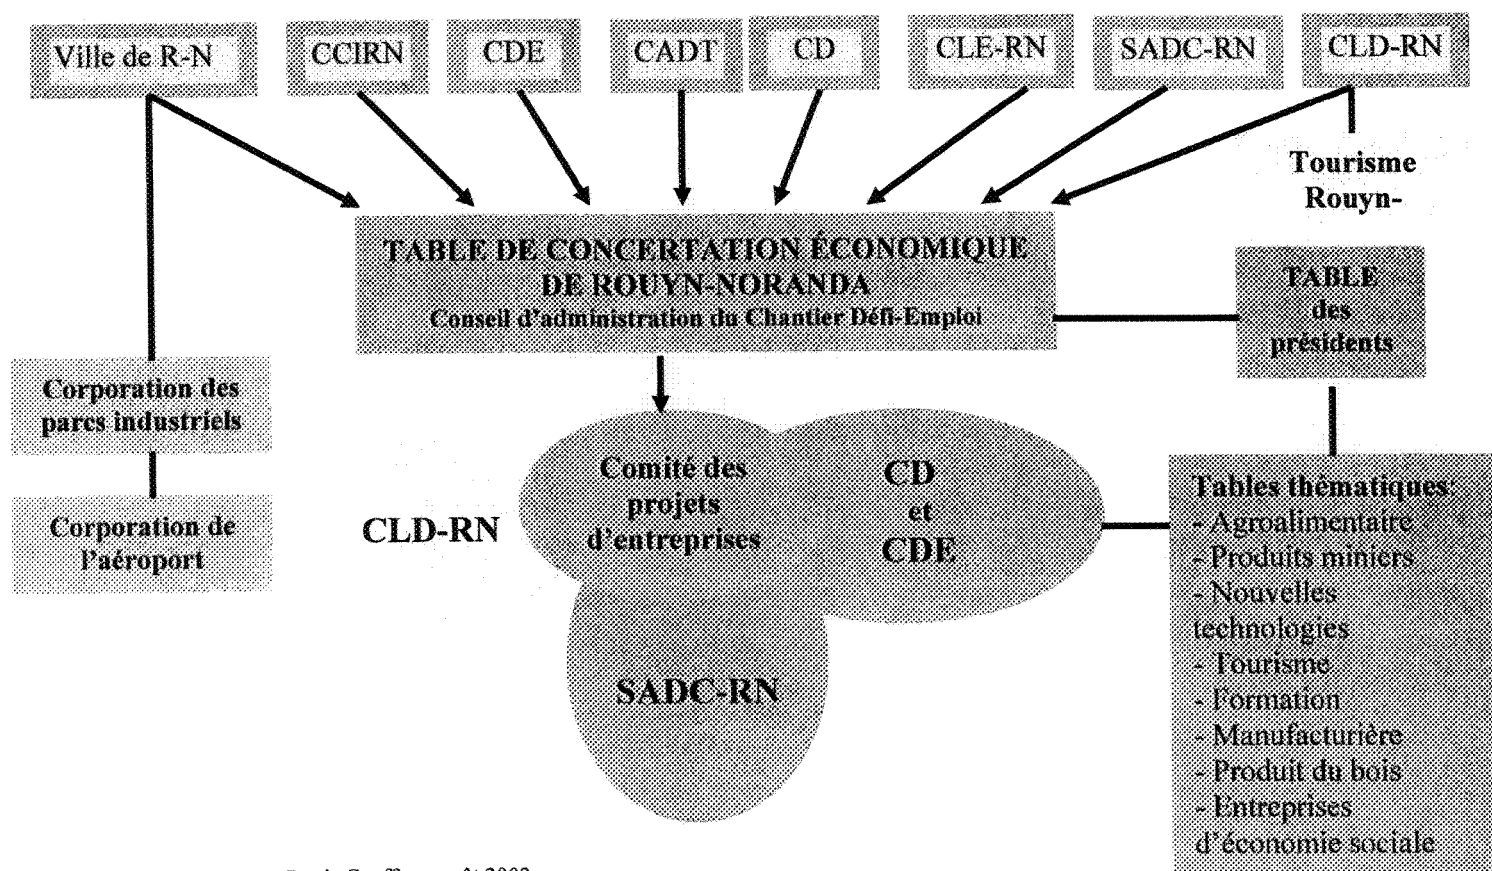 Ville de R-N
CCIRN
CDE
CADT
CD
CLE-RN
SADC-RN
CLD-RN
Tourisme
Rouyn-
TABLE DE CONCERTATION ÉCONOMIQUE
DE ROUYN-NORANDA
Conseil d'administration du Chantier Défi-Emploi
TABLE
des
présidents
Corporation des
parcs industriels
Corporation de
l'aéroport
CLD-RN
Comité des
projets
d'entreprises
CD
et
CDE
SADC-RN
Tables thématiques:
- Agroalimentaire
- Produits miniers
- Nouvelles
technologies
- Tourisme
- Formation
- Manufacturière
- Produit du bois
- Entreprises
d'économie sociale